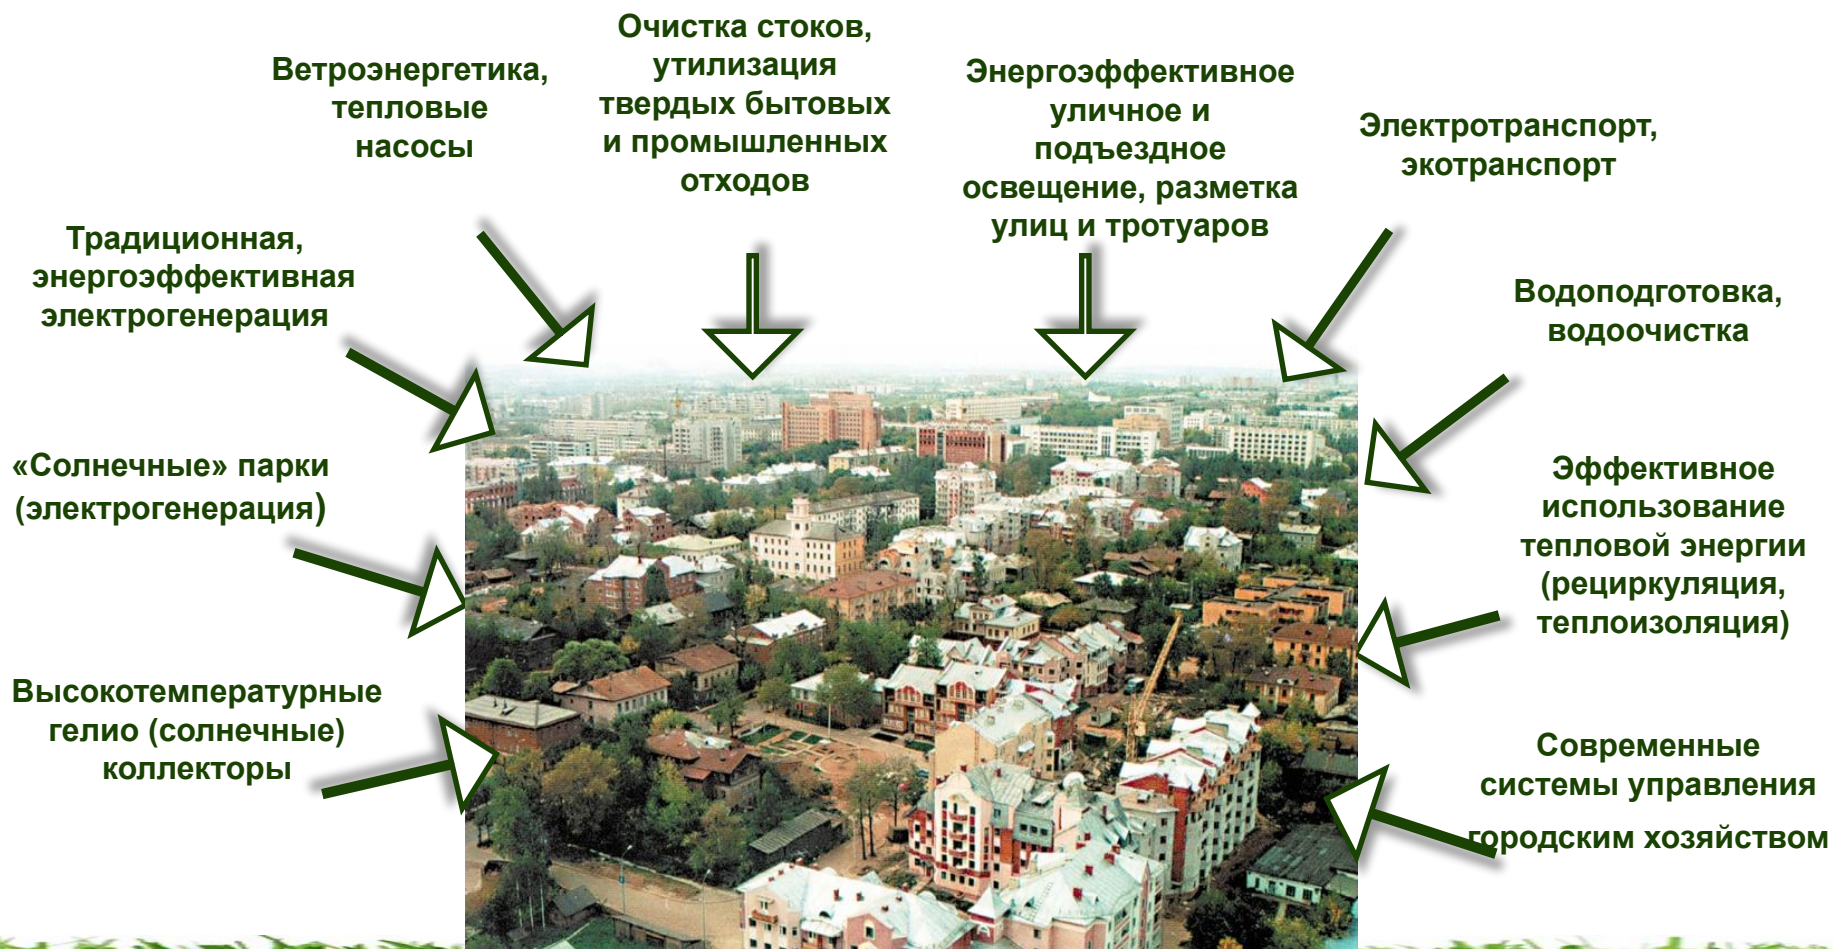 Очистка стоков,
утилизация
твердых бытовых
и промышленных
отходов
Ветроэнергетика,
тепловые
насосы
Энергоэффективное
уличное и
подъездное
освещение, разметка
улиц и тротуаров
Электротранспорт,
экотранспорт
Традиционная,
энергоэффективная
электрогенерация
Водоподготовка,
водоочистка
«Солнечные» парки
(электрогенерация)
Эффективное
использование
тепловой энергии
(рециркуляция,
теплоизоляция)
Высокотемпературные
гелио (солнечные)
коллекторы
Современные
системы управления
городским хозяйством